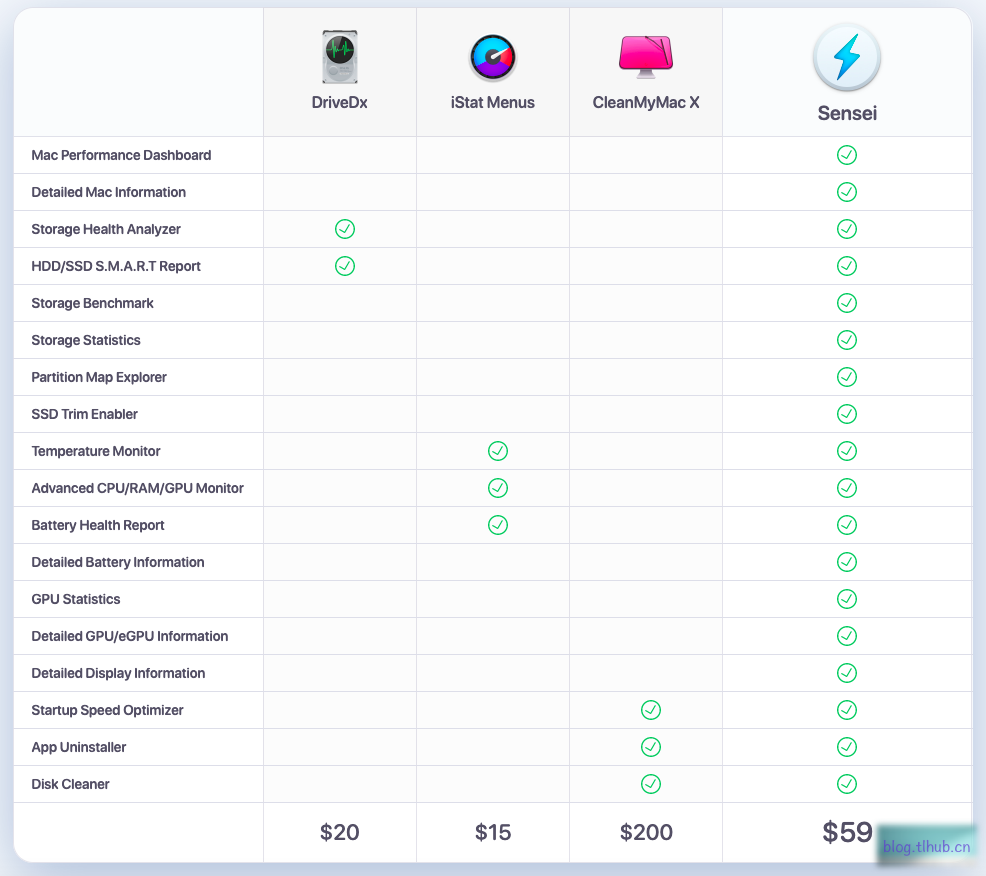 DriveDx
iStat Menus
CleanMyMac X
Sensei
Mac Performance Dashboard
Detailed Mac Information
Storage Health Analyzer
HDD/SSD S.M.A.R.T Report
Storage Benchmark
Storage Statistics
Partition Map Explorer
SSD Trim Enabler
Temperature Monitor
Advanced CPU/RAM/GPU Monitor
Battery Health Report
Detailed Battery Information
GPU Statistics
Detailed GPU/eGPU Information
Detailed Display Information
Startup Speed Optimizer
App Uninstaller
Disk Cleaner
$20
$15
$200
$59
blog.tlhub.cn